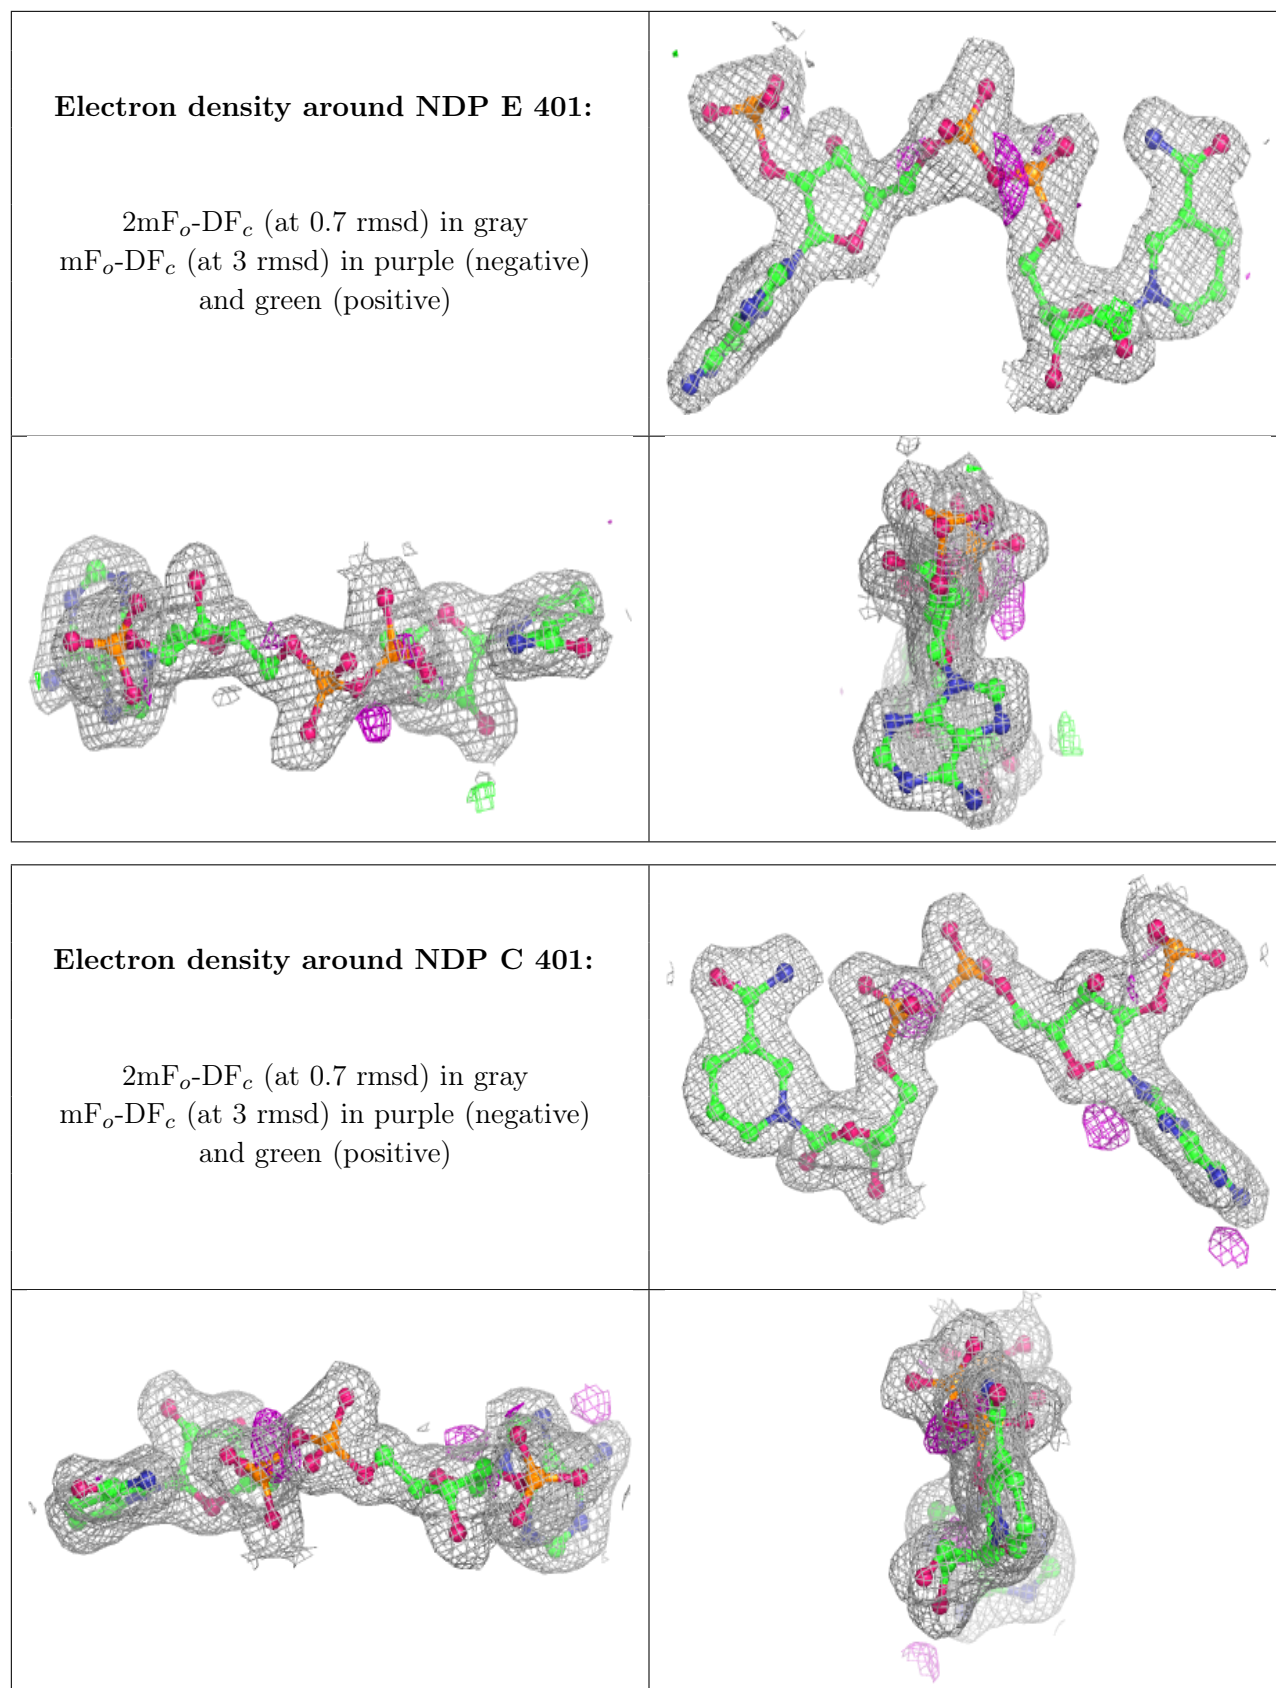 Electron density around NDP E 401:
2mFo-DFc (at 0.7 rmsd) in gray
mFo-DFc (at 3 rmsd) in purple (negative)
and green (positive)
Electron density around NDP C 401:
2mFo-DFc (at 0.7 rmsd) in gray
mFo-DFc (at 3 rmsd) in purple (negative)
and green (positive)